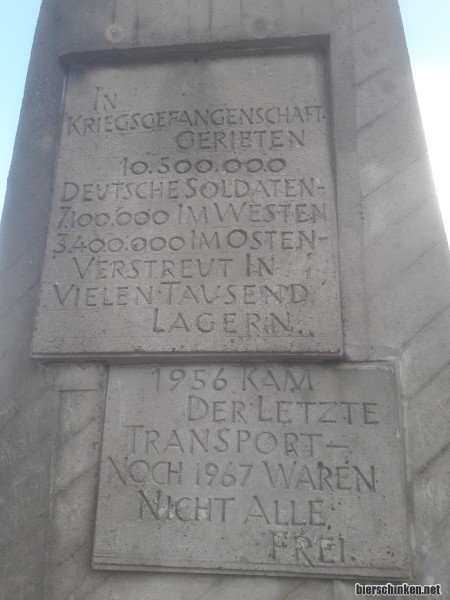 IN
KRIEGSGEFANGENSCHAFT
GERIETEN
10.500.000
DEUTSCHE SOLDATEN-
7.100.000 IM WESTEN
3.400.000 IM OSTEN-
VERSTREUT IN
VIELEN TAUSEND
LAGERN.
1956 KAM
DER LETZTE
TRANSPORT-
NOCH 1967 WAREN
NICHT ALLE
FREI.
bierschinken.net